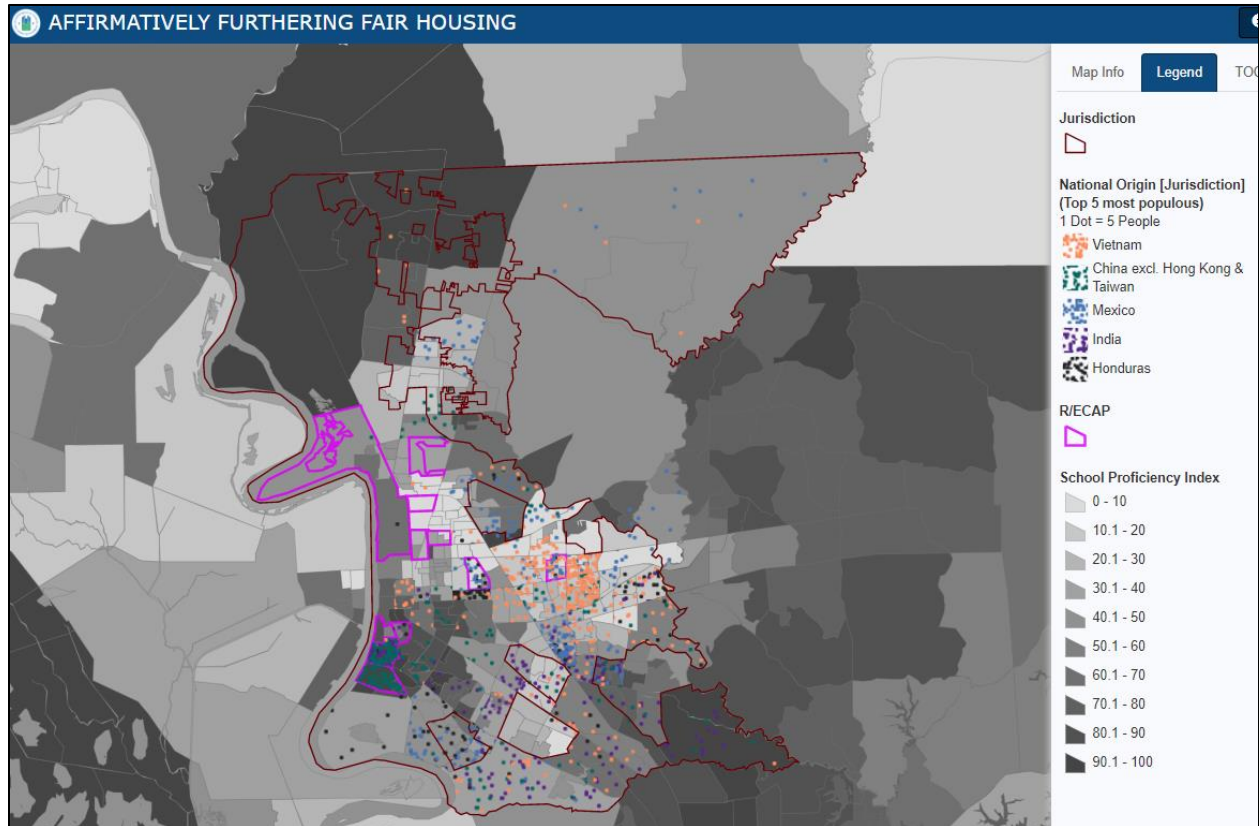 AFFIRMATIVELY FURTHERING FAIR HOUSING
Map Info
Legend
Jurisdiction
National Origin [Jurisdiction]
(Top 5 most populous)
1 Dot = 5 People
Vietnam
China excl. Hong Kong &
Taiwan
Mexico
India
Honduras
R/ECAP
School Proficiency Index
0 - 10
10.1 - 20
20.1 - 30
30.1 - 40
40.1 - 50
50.1 - 60
60.1 - 70
70.1 - 80
80.1 - 90
90.1 - 100